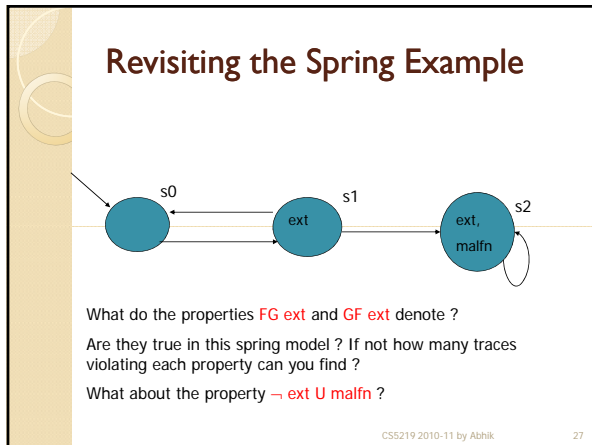 Revisiting the Spring Example
s0
s1
s2
ext
ext,
malfn
What do the properties FG ext and GF ext denote ?
Are they true in this spring model ? If not how many traces
violating each property can you find ?
What about the property ¬ ext U malfn ?
CS5219 2010-11 by Abhik
27